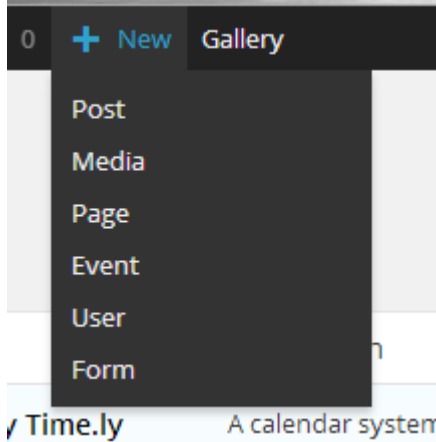 0 + New Gallery
Post
Media
Page
Event
User
Form
y Time.ly A calendar system